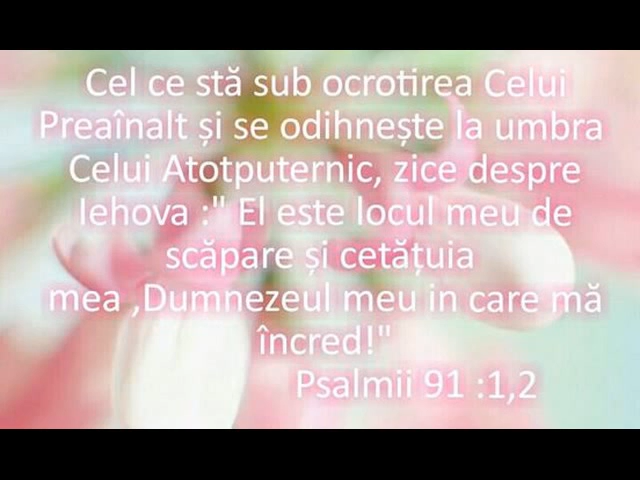 Cel ce stă sub ocrotirea Celui
Preaînalt și se odihnește la umbra
Celui Atotputernic, zice despre
Iehova :" El este locul meu de
scăpare și cetățuia
mea ,Dumnezeul meu in care mă
încred!"
Psalmii 91 :1,2